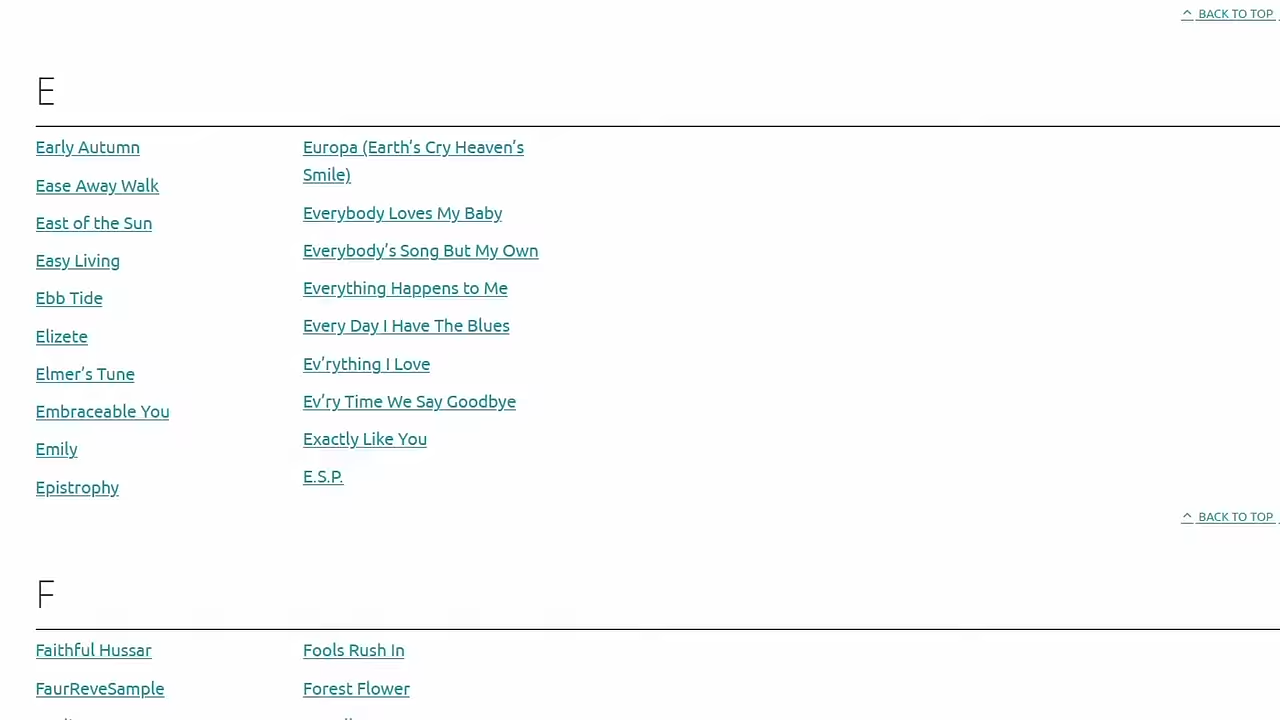 ^ BACK TO TOP
E
Early Autumn
Ease Away Walk
East of the Sun
Easy Living
Ebb Tide
Elizete
Elmer’s Tune
Embraceable You
Emily
Epistrophy
Europa (Earth’s Cry Heaven’s
Smile)
Everybody Loves My Baby
Everybody’s Song But My Own
Everything Happens to Me
Every Day I Have The Blues
Ev’rything I Love
Ev’ry Time We Say Goodbye
Exactly Like You
E.S.P.
^ BACK TO TOP
F
Faithful Hussar
FaurReveSample
Fools Rush In
Forest Flower